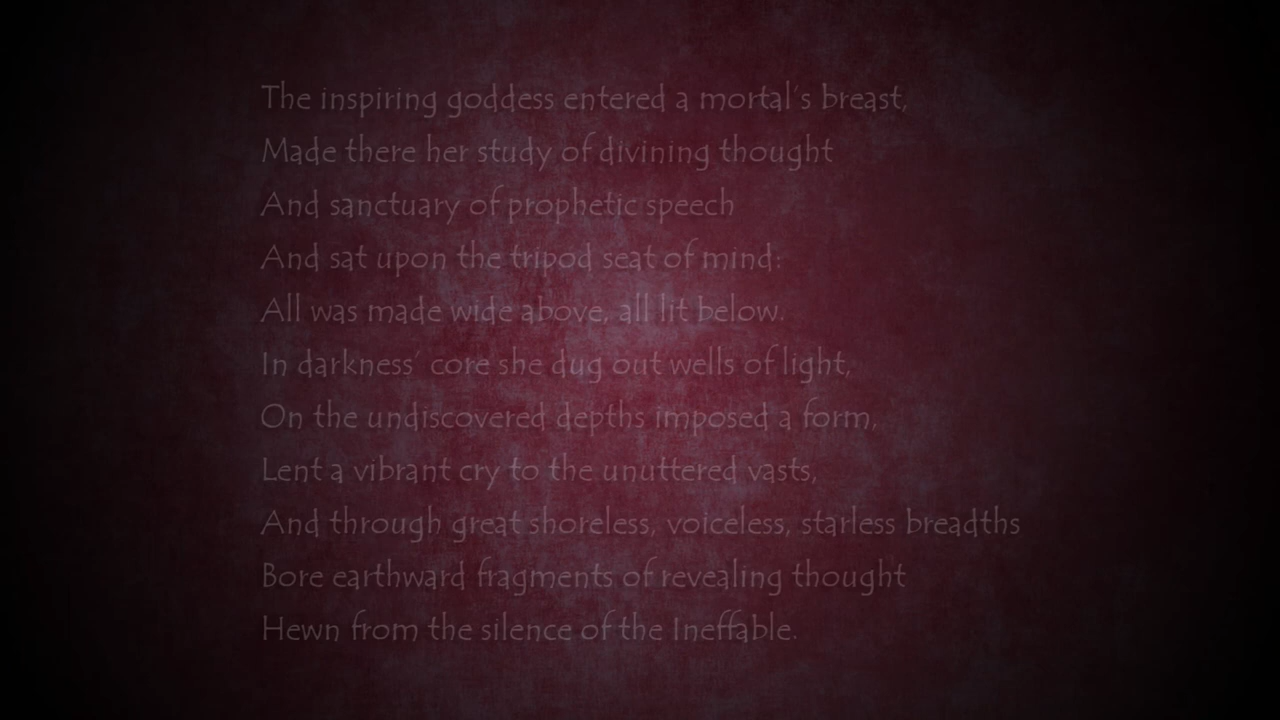 The inspiring goddess entered a mortal's breast,
Made there her study of divining thought
And sanctuary of prophetic speech
And sat upon the tripod seat of mind:
All was made wide above, all lit below.
In darkness' core she dug out wells of light,
On the undiscovered depths imposed a form,
Lent a vibrant cry to the unuttered vasts,
And through great shoreless, voiceless, starless breadths
Bore earthward fragments of revealing thought
Hewn from the silence of the Ineffable.